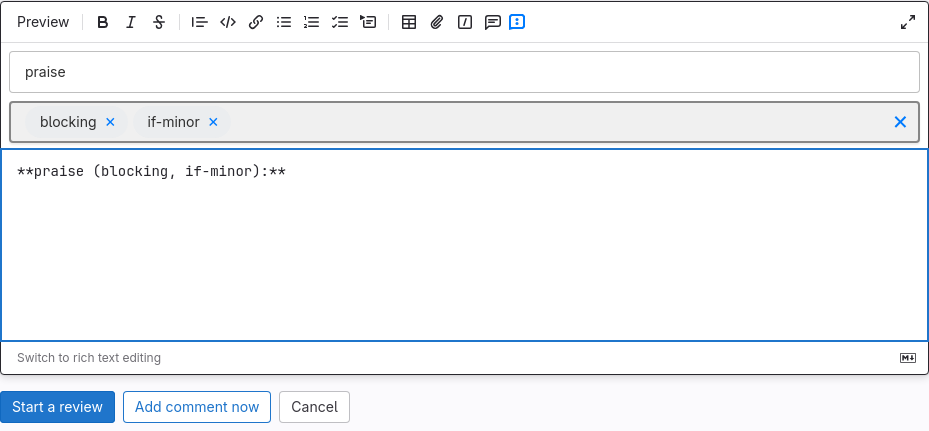 Preview B I S
praise
blocking × if-minor ×
**praise (blocking, if-minor):**
Switch to rich text editing
Start a review Add comment now Cancel